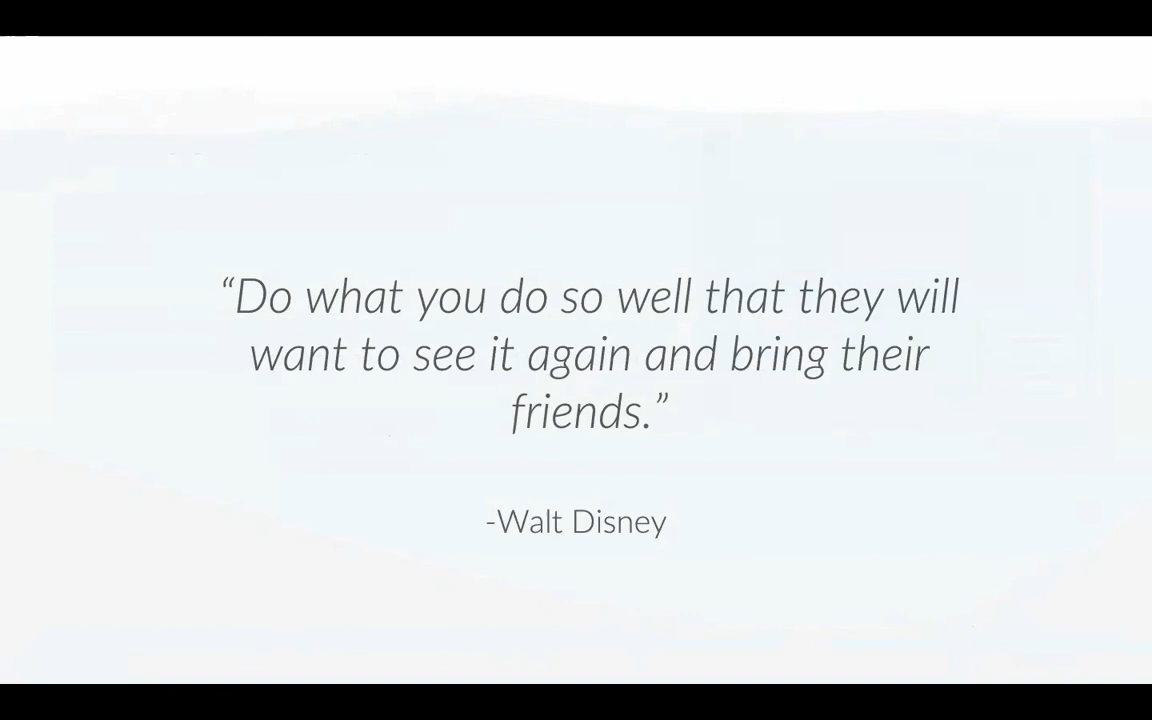 “Do what you do so well that they will
want to see it again and bring their
friends.”
-Walt Disney